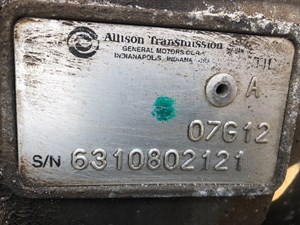 Allison Transmission
GENERAL MOTORS CORP.
INDIANAPOLIS, INDIANA
A
07G12
S/N 6310802121